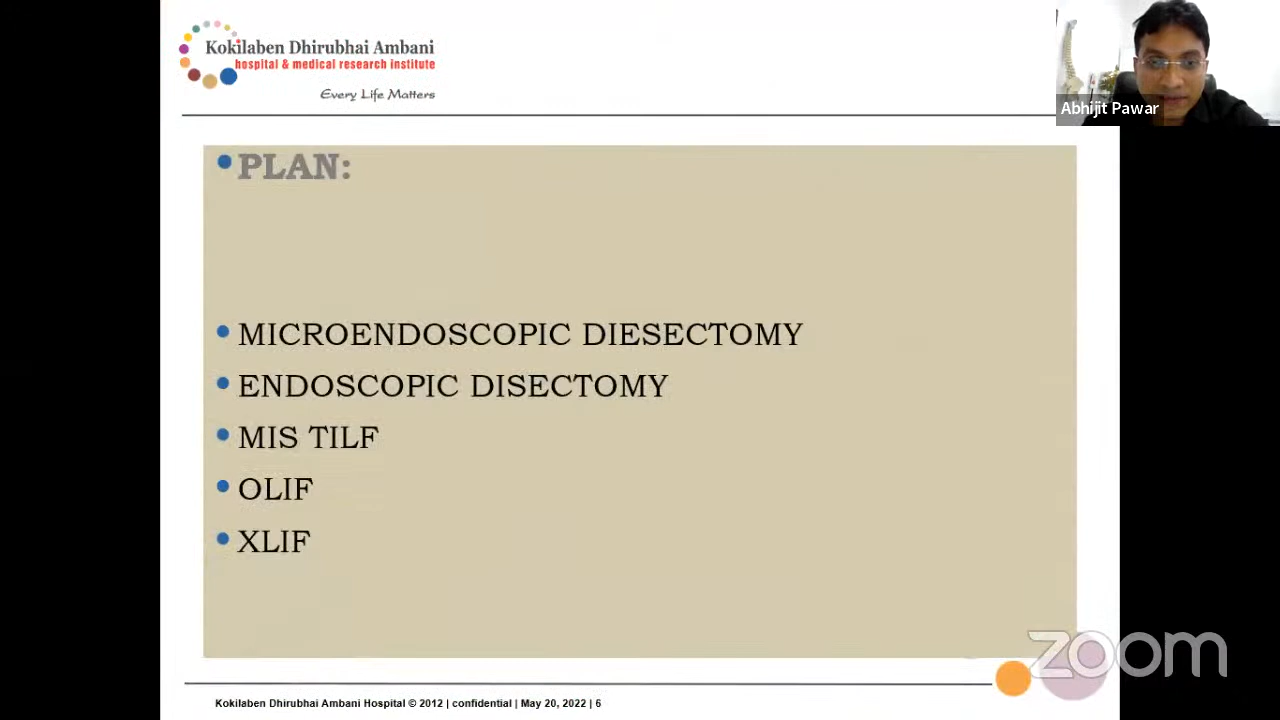 Kokilaben Dhirubhai Ambani
hospital & medical research institute
Every Life Matters
Abhijit Pawar
• PLAN:
• MICROENDOSCOPIC DIESECTOMY
• ENDOSCOPIC DISECTOMY
• MIS TILF
• OLIF
• XLIF
zoom
Kokilaben Dhirubhai Ambani Hospital © 2012 | confidential | May 20, 2022 | 6